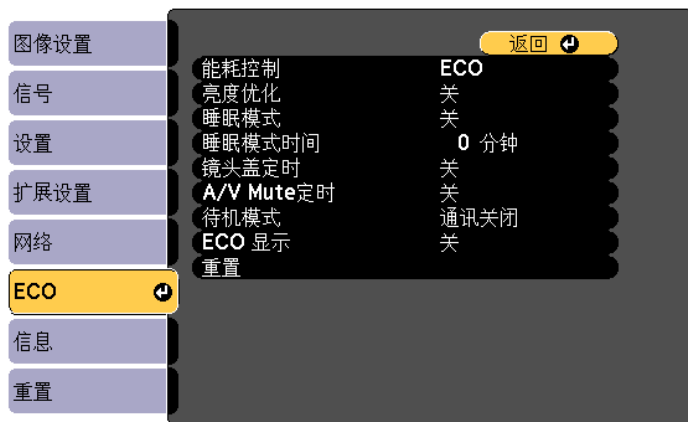 图像设置
信号
设置
扩展设置
网络
ECO
信息
重置
返回
能耗控制 ECO
亮度优化 关
睡眠模式 关
睡眠模式时间 0 分钟
镜头盖定时 关
A/V Mute定时 关
待机模式 通讯关闭
ECO 显示 关
重置